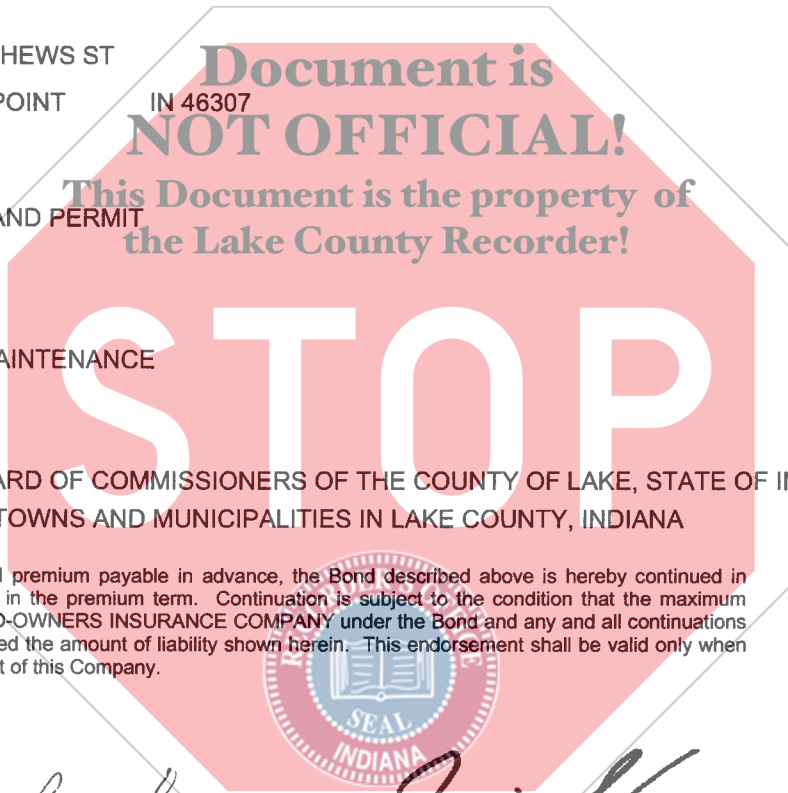 HEWS ST
Document is
POINT IN 46307
NOT OFFICIAL!
This Document is the property of
AND PERMIT
the Lake County Recorder!
STOP
AINTENANCE
ARD OF COMMISSIONERS OF THE COUNTY OF LAKE, STATE OF IN
TOWNS AND MUNICIPALITIES IN LAKE COUNTY, INDIANA
premium payable in advance, the Bond described above is hereby continued in
in the premium term. Continuation is subject to the condition that the maximum
O-OWNERS INSURANCE COMPANY under the Bond and any and all continuations
ed the amount of liability shown herein. This endorsement shall be valid only when
t of this Company.
RECORDER'S OFFICE
SEAL
INDIANA